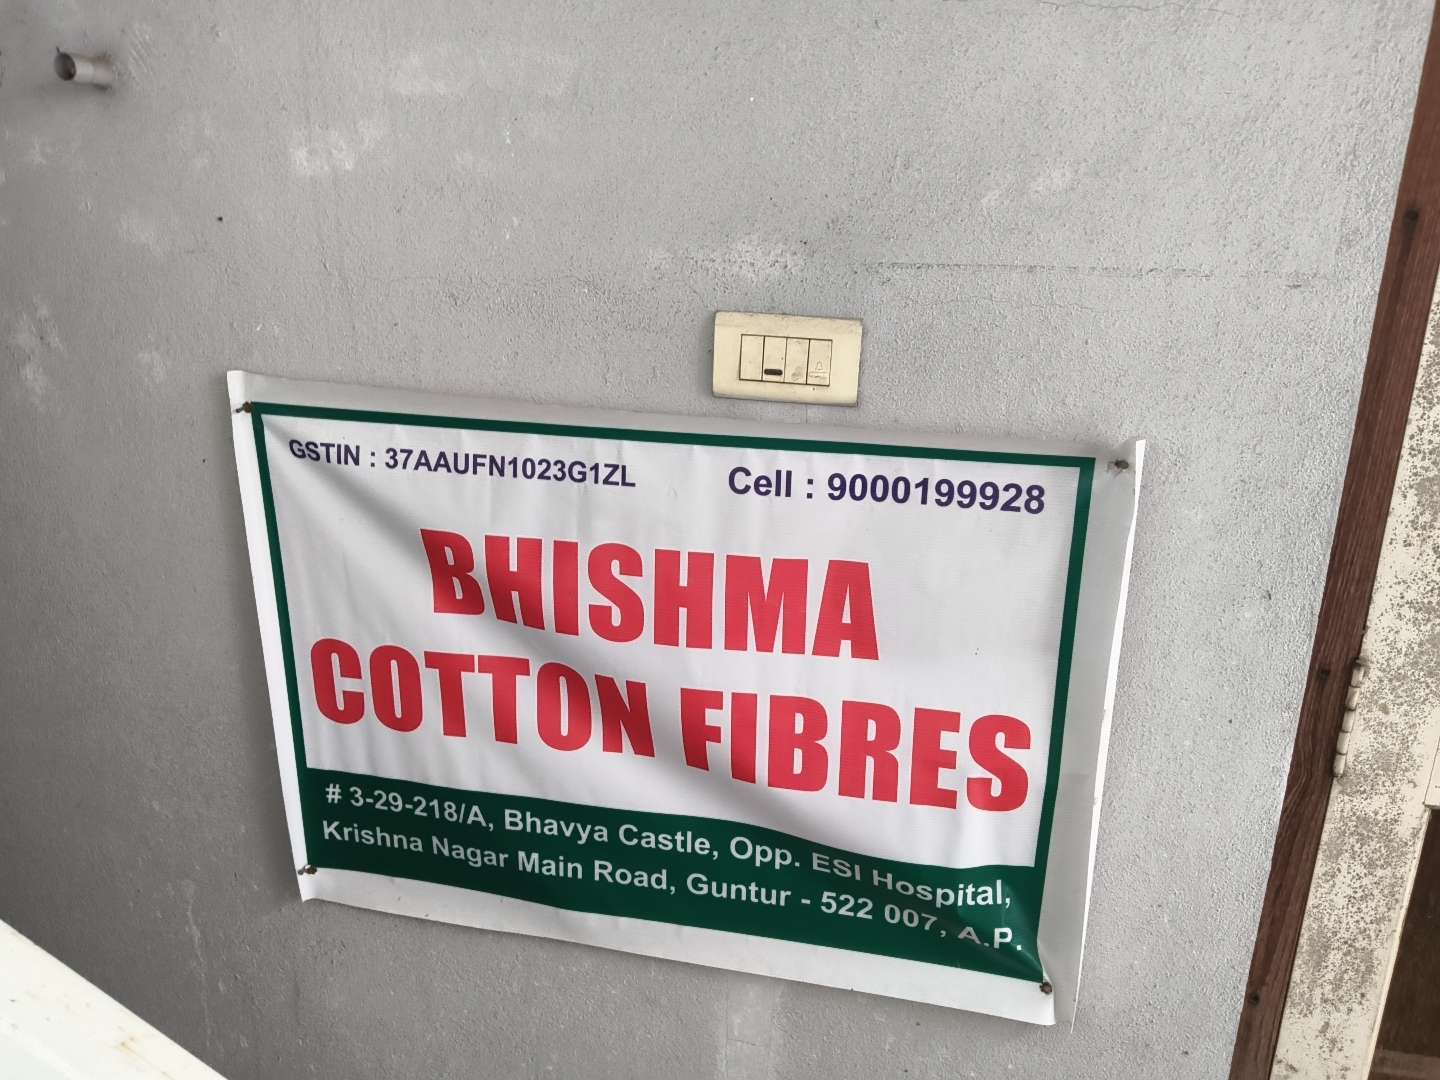 GSTIN : 37AAUFN1023G1ZL
Cell : 9000199928
BHISHMA
COTTON FIBRES
# 3-29-218/A, Bhavya Castle, Opp. ESI Hospital,
Krishna Nagar Main Road, Guntur - 522 007, A.P.